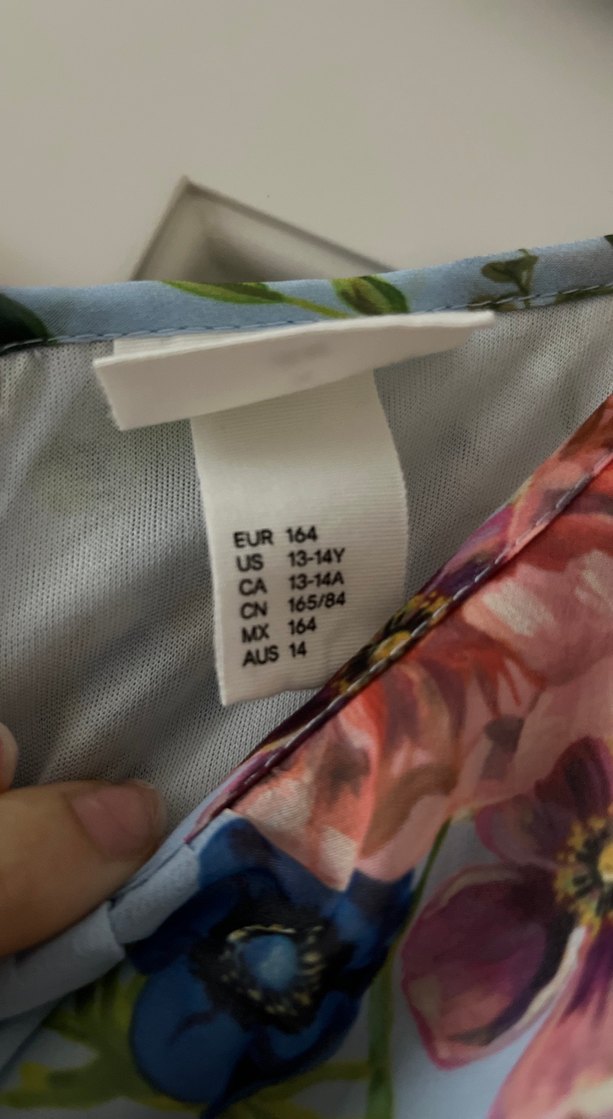 EUR 164
US 13-14Y
CA 13-14A
CN 165/84
MX 164
AUS 14